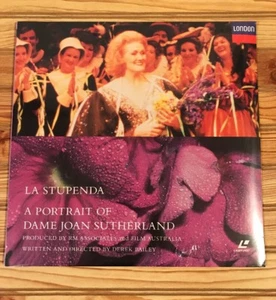 LONDON
LA STUPENDA
A PORTRAIT OF
DAME JOAN SUTHERLAND
PRODUCED BY RM ASSOCIATES AND FILM AUSTRALIA
WRITTEN AND DIRECTED BY DEREK BAILEY